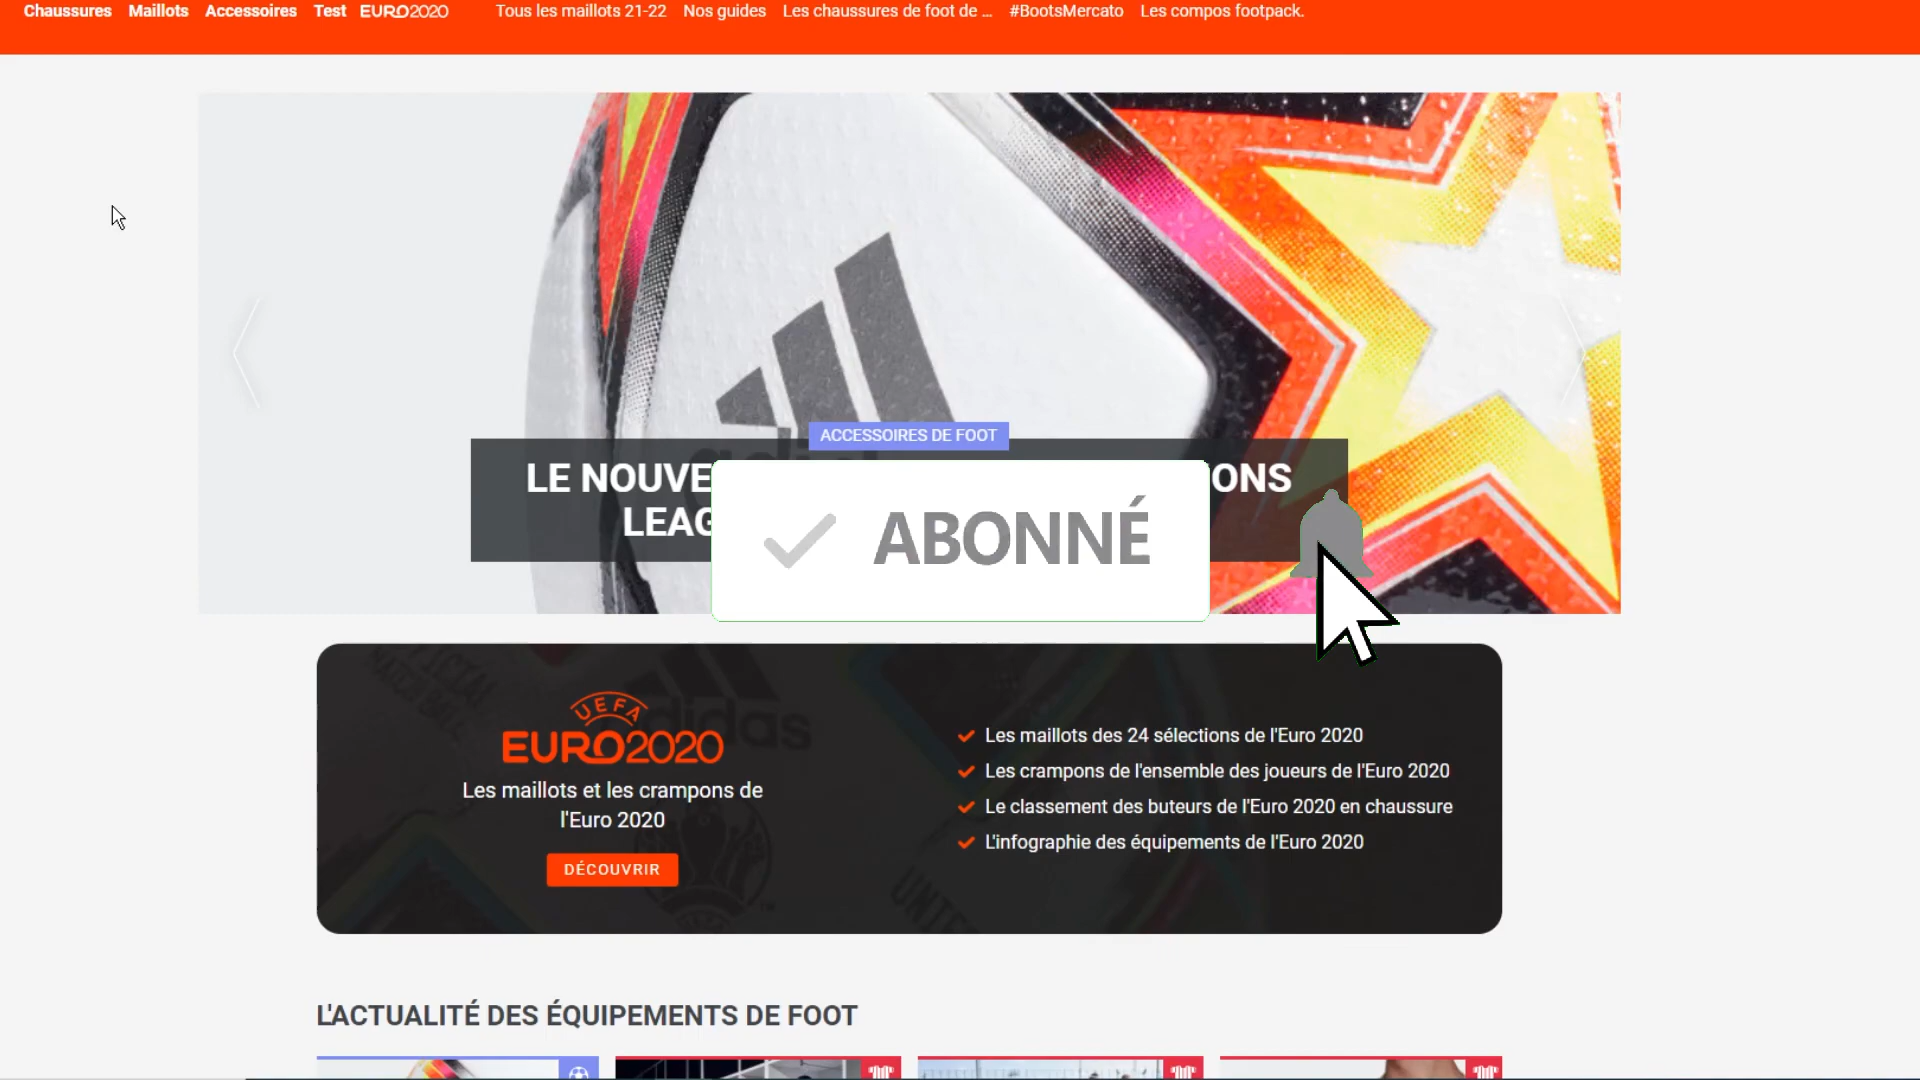 Chaussures Maillots Accessoires Test EURO2020 Tous les maillots 21-22 Nos guides Les chaussures de foot de ... #BootsMercato Les compos footpack.
ACCESSOIRES DE FOOT
LE NOUVE
ONS
LEAG
ABONNÉ
UEFA
EURO2020
Les maillots et les crampons de
l'Euro 2020
DÉCOUVRIR
Les maillots des 24 sélections de l'Euro 2020
Les crampons de l'ensemble des joueurs de l'Euro 2020
Le classement des buteurs de l'Euro 2020 en chaussure
L'infographie des équipements de l'Euro 2020
adidas
L'ACTUALITÉ DES ÉQUIPEMENTS DE FOOT